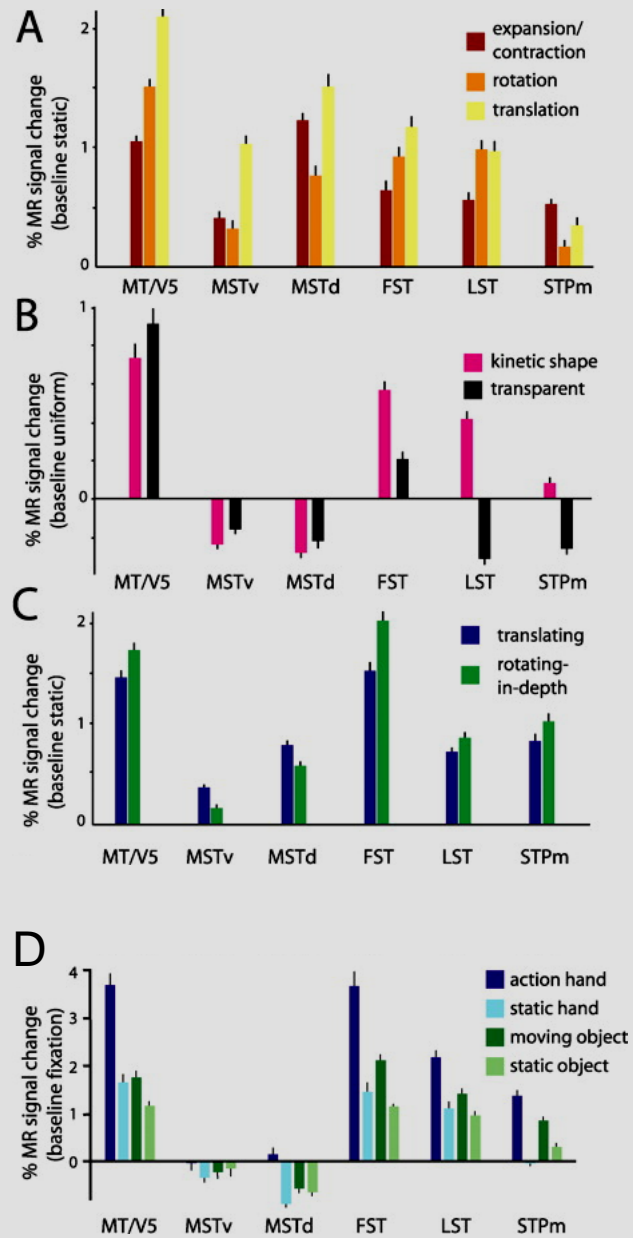 A
% MR signal change
(baseline static)
2
1
0
expansion/
contraction
rotation
translation
MT/V5 MSTv MSTd FST LST STPm
B
% MR signal change
(baseline uniform)
1
0
kinetic shape
transparent
MT/V5 MSTv MSTd FST LST STPm
C
% MR signal change
(baseline static)
2
1
0
translating
rotating-
in-depth
MT/V5 MSTv MSTd FST LST STPm
D
% MR signal change
(baseline fixation)
4
3
2
1
0
action hand
static hand
moving object
static object
MT/V5 MSTv MSTd FST LST STPm